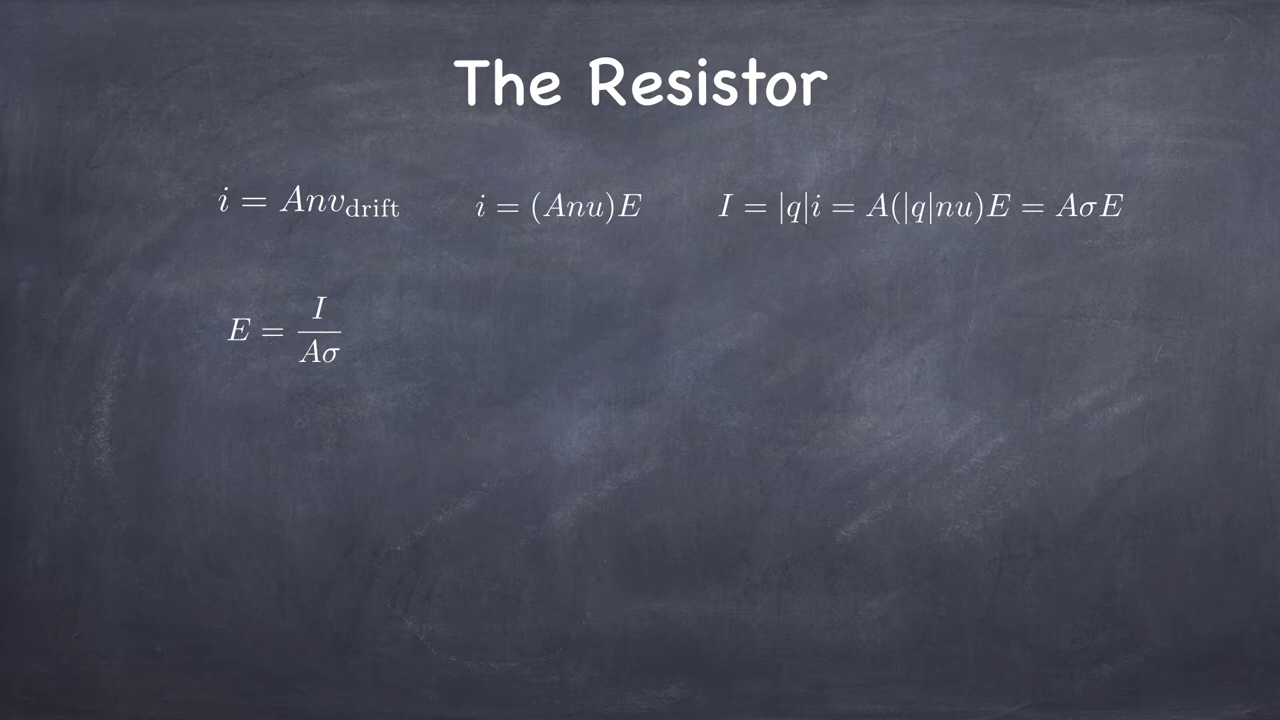 The Resistor
i = Anv_drift    i = (Anu)E    I = |q|i = A(|q|nu)E = AσE
E = I/(Aσ)